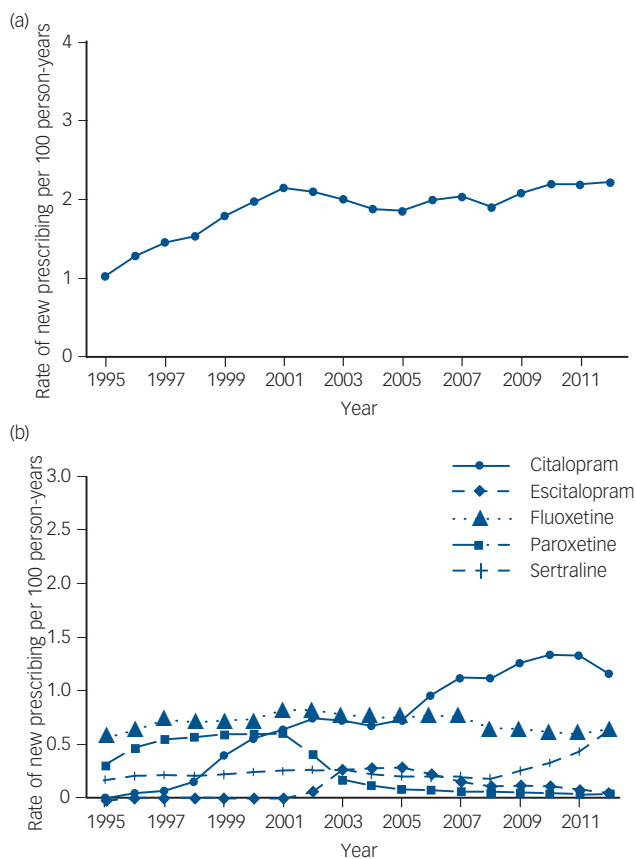 (a)
Rate of new prescribing per 100 person-years
4
3
2
1
0
1995 1997 1999 2001 2003 2005 2007 2009 2011
Year
(b)
Rate of new prescribing per 100 person-years
3.0
2.5
2.0
1.5
1.0
0.5
0
Citalopram
Escitalopram
Fluoxetine
Paroxetine
Sertraline
1995 1997 1999 2001 2003 2005 2007 2009 2011
Year